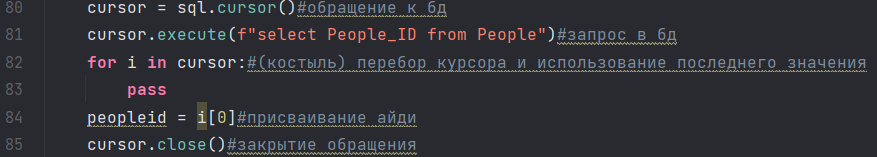 80 cursor = sql.cursor()#обращение к бд
81 cursor.execute(f"select People_ID from People")#запрос в бд
82 for i in cursor:#(костыль) перебор курсора и использование последнего значения
83 pass
84 peopleid = i[0]#присваивание айди
85 cursor.close()#закрытие обращения